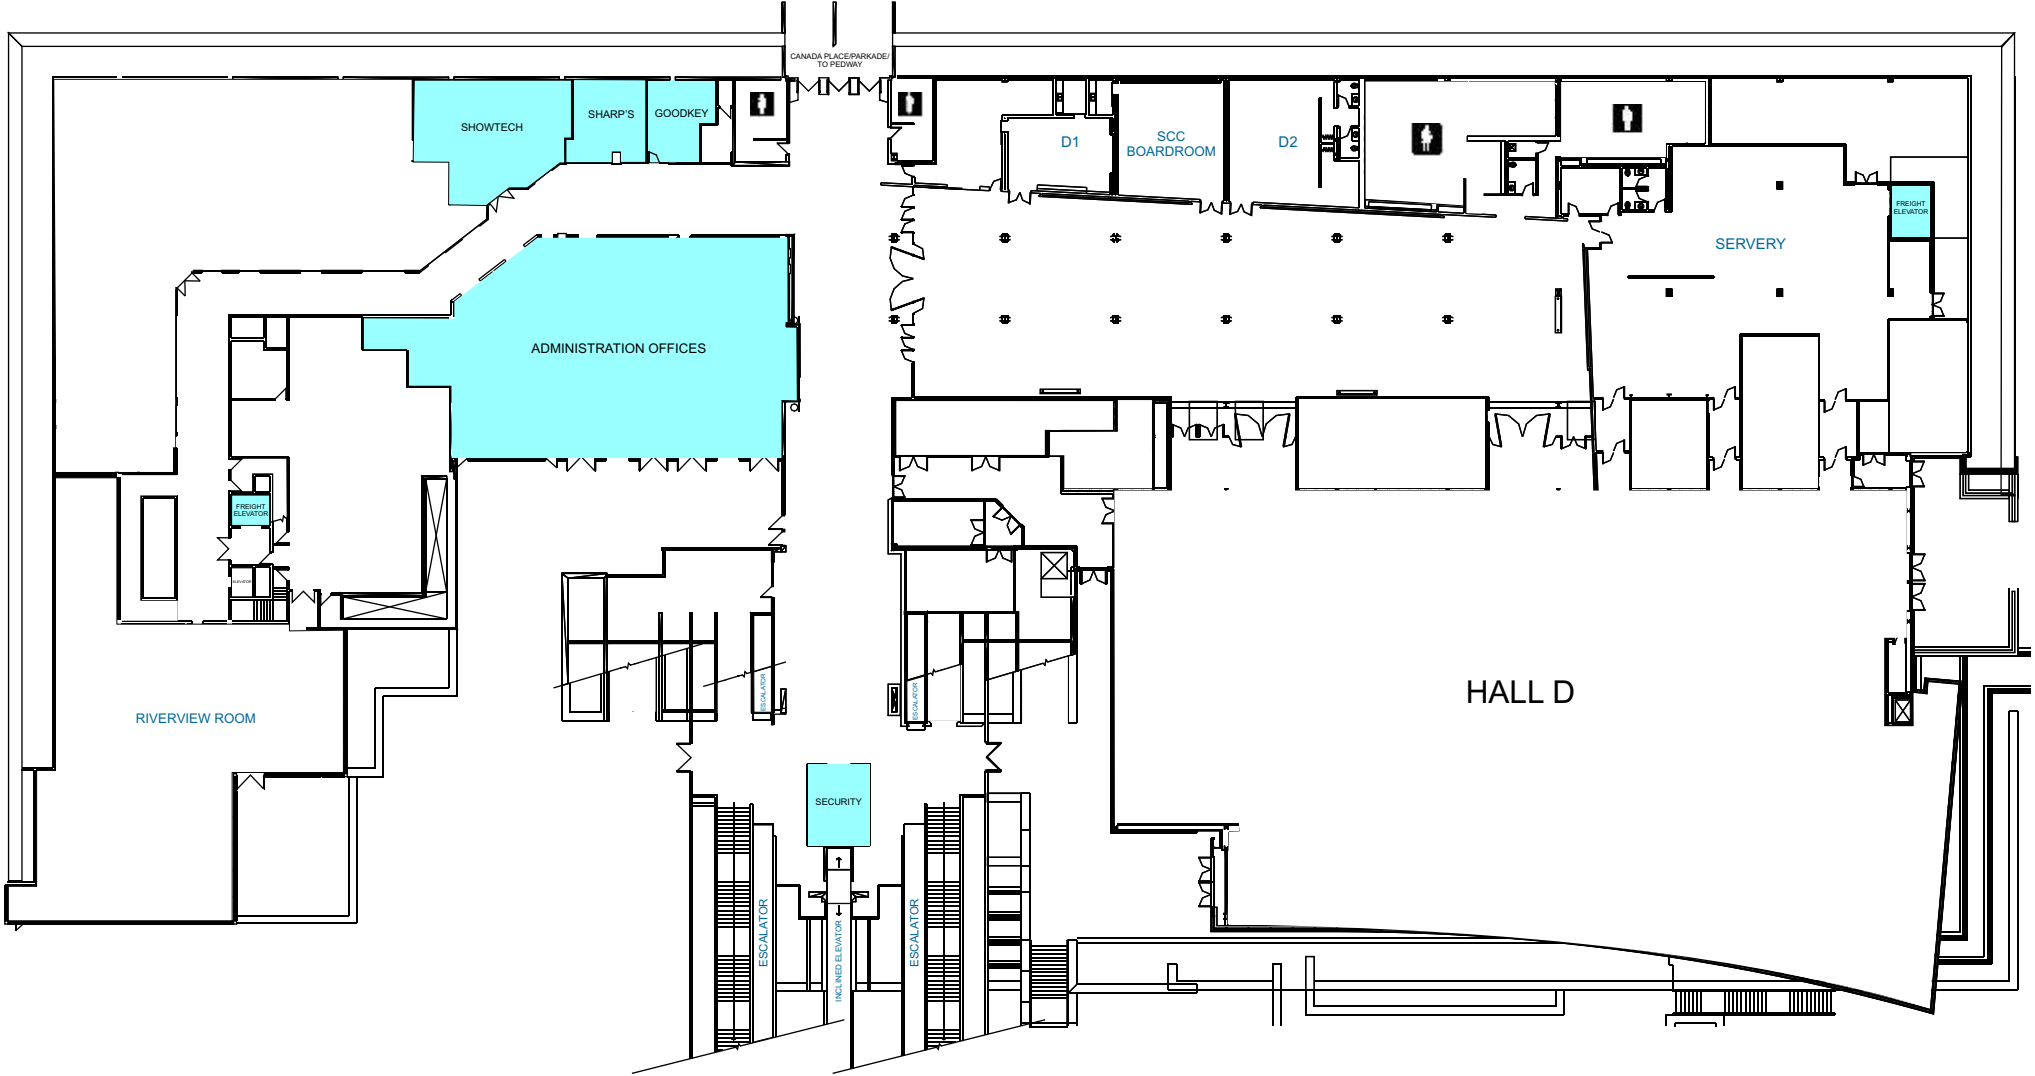 CANADA PLACE/PARKADE/
TO PEDWAY
SHOWTECH
SHARP'S
GOODKEY
D1
SCC
BOARDROOM
D2
FREIGHT
ELEVATOR
SERVERY
ADMINISTRATION OFFICES
FREIGHT
ELEVATOR
ELEVATOR
ESCALATOR
ESCALATOR
HALL D
RIVERVIEW ROOM
SECURITY
ESCALATOR
INCLINED ELEVATOR
ESCALATOR